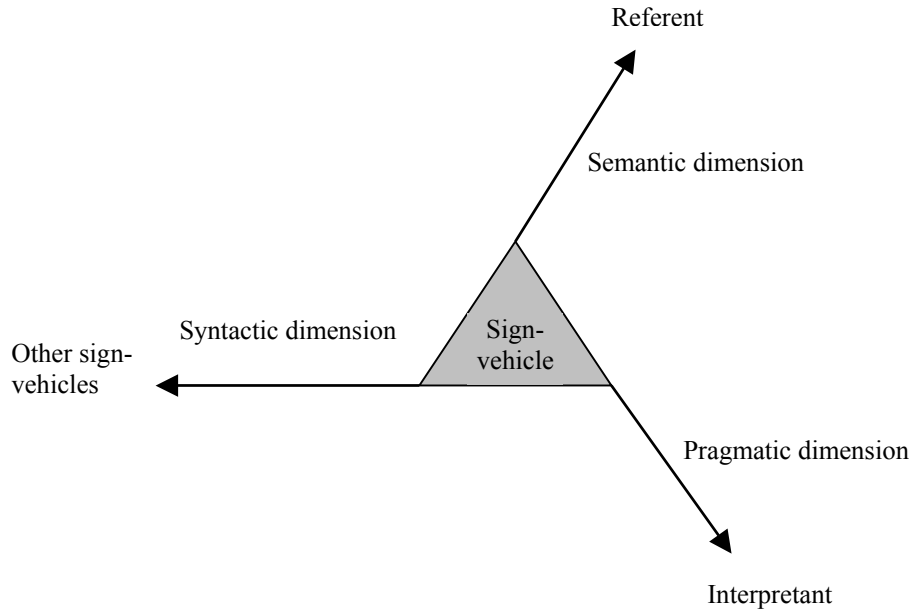 Referent
Semantic dimension
Syntactic dimension
Sign-
vehicle
Other sign-
vehicles
Pragmatic dimension
Interpretant